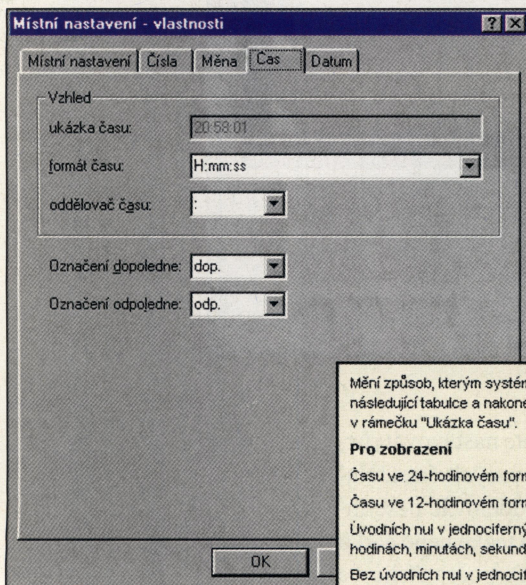 Místní nastavení - vlastnosti
Místní nastavení Čísla Měna Čas Datum
Vzhled
ukázka času: 20:58:01
formát času: H:mm:ss
oddělovač času: :
Označení dopoledne: dop.
Označení odpoledne: odp.
Mění způsob, kterým systém
následující tabulce a nakone
v rámečku "Ukázka času".
Pro zobrazení
Času ve 24-hodinovém form
Času ve 12-hodinovém form
Úvodních nul v jednociferný
hodinách, minutách, sekund
Bez úvodních nul v jednocif
OK